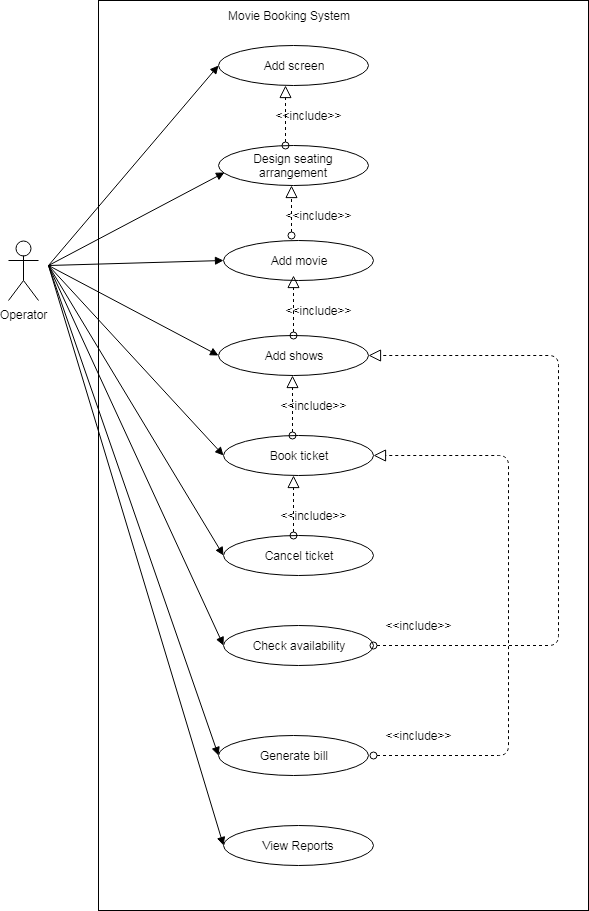 Movie Booking System
Add screen
<<include>>
Design seating
arrangement
<<include>>
Add movie
Operator
<<include>>
Add shows
<<include>>
Book ticket
<<include>>
Cancel ticket
<<include>>
Check availability
<<include>>
Generate bill
View Reports